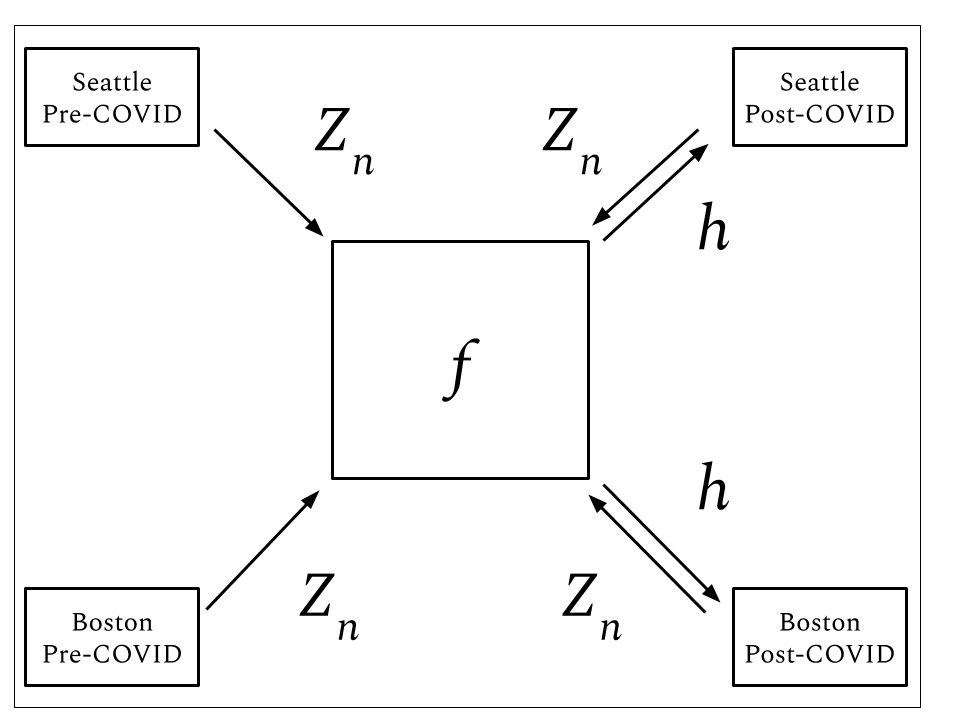 Seattle
Pre-COVID
Z_n
Z_n
Seattle
Post-COVID
h
f
h
Boston
Pre-COVID
Z_n
Z_n
Boston
Post-COVID